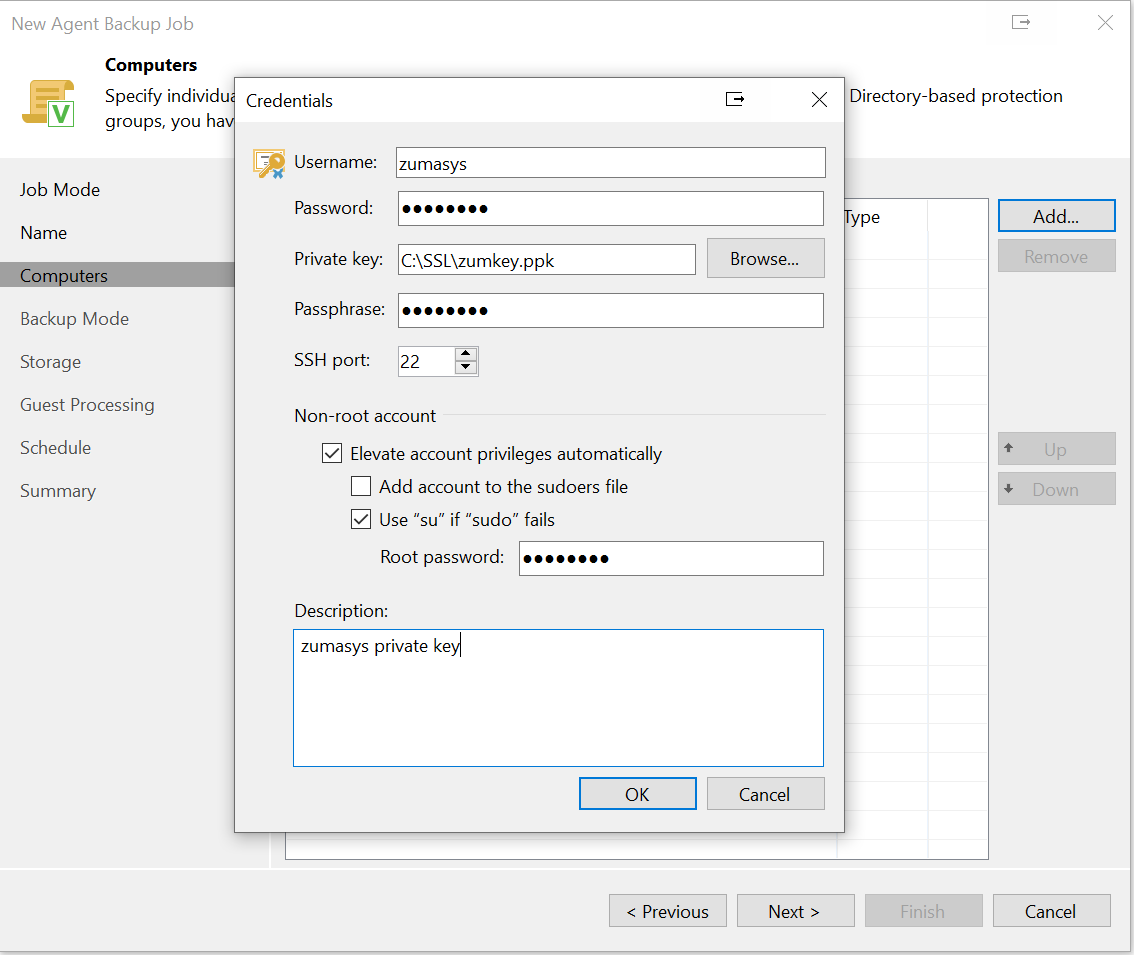 New Agent Backup Job
Computers
Specify individua
Directory-based protection
groups, you hav
Credentials
Username: zumasys
Password: ●●●●●●●●
Private key: C:\SSL\zumkey.ppk Browse...
Passphrase: ●●●●●●●●
SSH port: 22
Non-root account
Elevate account privileges automatically
Add account to the sudoers file
Use “su” if “sudo” fails
Root password: ●●●●●●●●
Description:
zumasys private key
OK Cancel
Job Mode
Name
Computers
Backup Mode
Storage
Guest Processing
Schedule
Summary
Type
Add...
Remove
Up
Down
< Previous Next > Finish Cancel